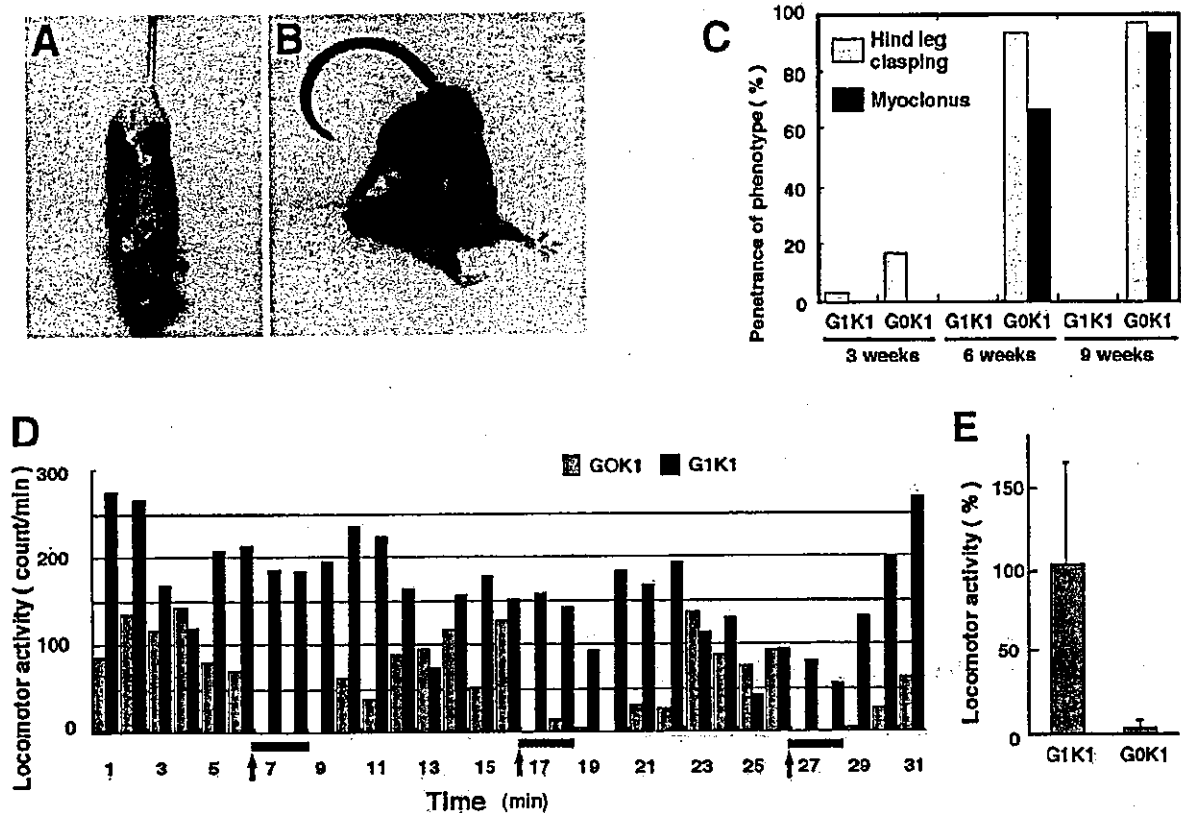 A
B
C
Penetrance of phenotype ( % )
100
80
60
40
20
0
Hind leg
clasping
Myoclonus
G1K1 G0K1 G1K1 G0K1 G1K1 G0K1
3 weeks 6 weeks 9 weeks
D
Locomotor activity ( count/min )
300
200
100
0
GOK1 G1K1
1 3 5 7 9 11 13 15 17 19 21 23 25 27 29 31
Time (min)
E
Locomotor activity ( % )
150
100
50
0
G1K1 G0K1